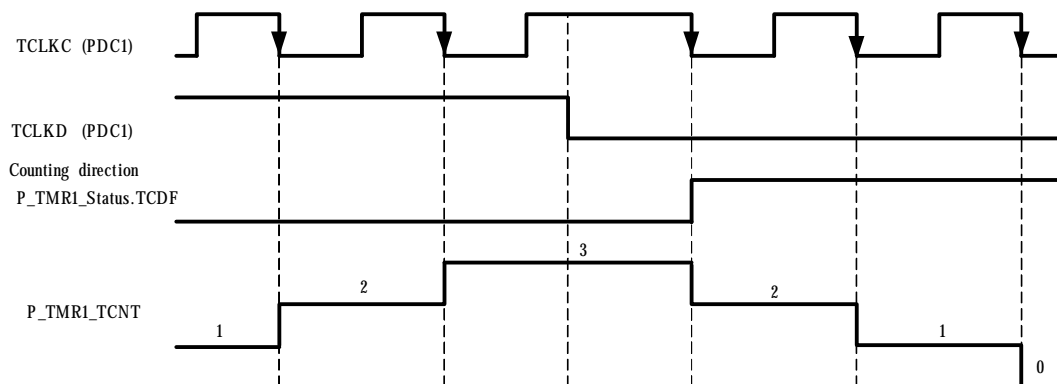 TCLKC (PDC1)
TCLKD (PDC1)
Counting direction
P_TMR1_Status.TCDF
3
2
2
P_TMR1_TCNT
1
1
0